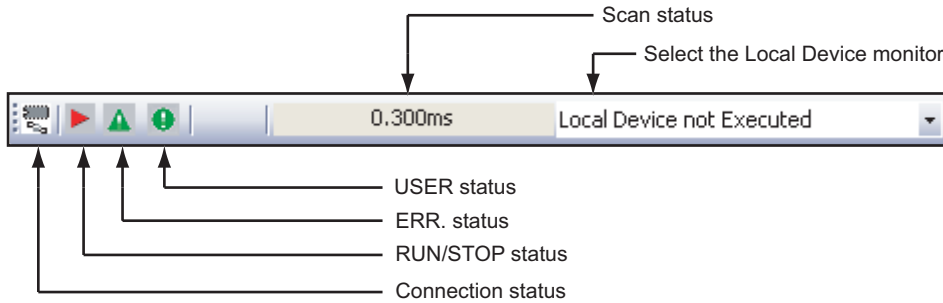 Scan status
Select the Local Device monitor
0.300ms Local Device not Executed
USER status
ERR. status
RUN/STOP status
Connection status